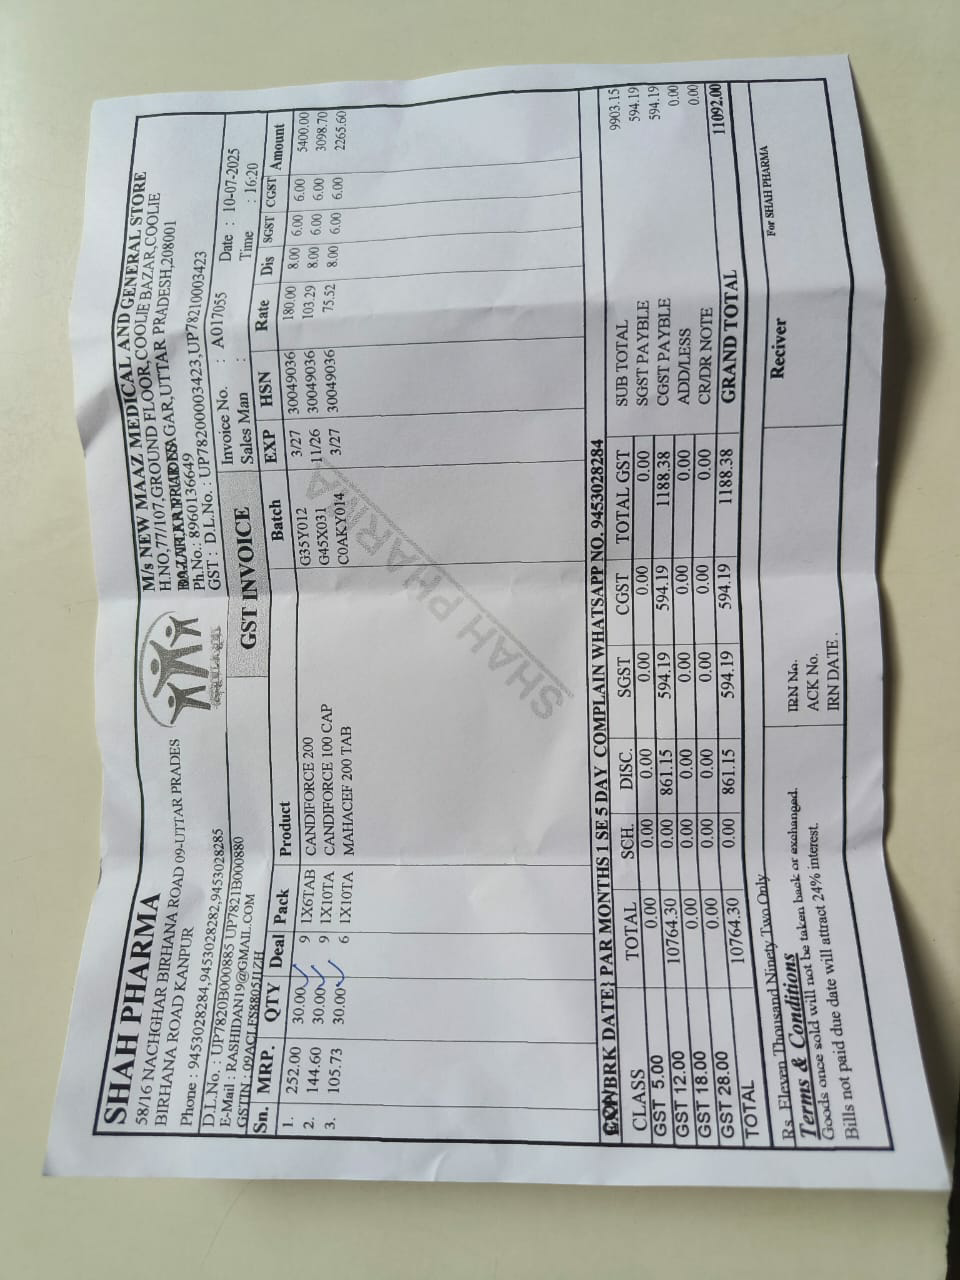 SHAH PHARMA
58/16 NACHGHAR BIRHANA ROAD 09-UTTAR PRADES
BIRHANA ROAD KANPUR
Phone : 9453028284,9453028282,9453028285
D.L.No. : UP7820B000885 UP7821B000880
E-Mail : RASHIDAN19@GMAIL.COM
GSTIN : 09ACLFS8805J1ZH
M/s NEW MAAZ MEDICAL AND GENERAL STORE
H.NO,77/107,GROUND FLOOR,COOLIE BAZAR,COOLIE
GAR,UTTAR PRADESH,208001
Ph.No.: 8960136649
GST : D.L.No. : UP78200003423,UP78210003423
GST INVOICE
Invoice No. : A017055 Date : 10-07-2025
Sales Man : Time : 16:20
Sn. MRP. QTY Deal Pack Product Batch EXP HSN Rate Dis SGST CGST Amount
1. 252.00 30.00 9 1X6TAB CANDIFORCE 200 G35Y012 3/27 30049036 180.00 8.00 6.00 6.00 5400.00
2. 144.60 30.00 9 1X10TA CANDIFORCE 100 CAP G45X031 11/26 30049036 103.29 8.00 6.00 6.00 3098.70
3. 105.73 30.00 6 1X10TA MAHACEF 200 TAB C0AKY014 3/27 30049036 75.52 8.00 6.00 6.00 2265.60
SHAH PHARMA
BRK DATE} PAR MONTHS 1 SE 5 DAY COMPLAIN WHATSAPP NO. 9453028284
CLASS TOTAL SCH. DISC. SGST CGST TOTAL GST
GST 5.00 0.00 0.00 0.00 0.00 0.00 0.00
GST 12.00 10764.30 0.00 861.15 594.19 594.19 1188.38
GST 18.00 0.00 0.00 0.00 0.00 0.00 0.00
GST 28.00 0.00 0.00 0.00 0.00 0.00 0.00
TOTAL 10764.30 0.00 861.15 594.19 594.19 1188.38
SUB TOTAL 9903.15
SGST PAYBLE 594.19
CGST PAYBLE 594.19
ADD/LESS 0.00
CR/DR NOTE 0.00
GRAND TOTAL 11092.00
Rs. Eleven Thousand Ninety Two Only
Terms & Conditions
Goods once sold will not be taken back or exchanged.
Bills not paid due date will attract 24% interest.
IRN No.
ACK No.
IRN DATE .
Reciver
For SHAH PHARMA